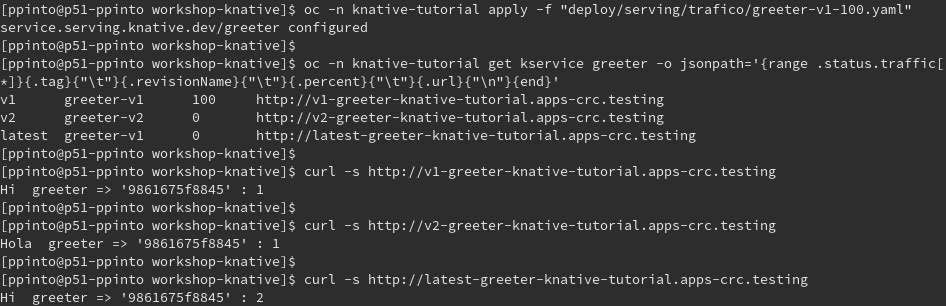 [ppinto@p51-ppinto workshop-knative]$ oc -n knative-tutorial apply -f "deploy/serving/trafico/greeter-v1-100.yaml"
service.serving.knative.dev/greeter configured
[ppinto@p51-ppinto workshop-knative]$
[ppinto@p51-ppinto workshop-knative]$ oc -n knative-tutorial get kservice greeter -o jsonpath='{range .status.traffic[
*]}{.tag}{"\t"}{.revisionName}{"\t"}{.percent}{"\t"}{.url}{"\n"}{end}'
v1      greeter-v1      100     http://v1-greeter-knative-tutorial.apps-crc.testing
v2      greeter-v2      0       http://v2-greeter-knative-tutorial.apps-crc.testing
latest  greeter-v1      0       http://latest-greeter-knative-tutorial.apps-crc.testing
[ppinto@p51-ppinto workshop-knative]$
[ppinto@p51-ppinto workshop-knative]$ curl -s http://v1-greeter-knative-tutorial.apps-crc.testing
Hi  greeter => '9861675f8845' : 1
[ppinto@p51-ppinto workshop-knative]$
[ppinto@p51-ppinto workshop-knative]$ curl -s http://v2-greeter-knative-tutorial.apps-crc.testing
Hola  greeter => '9861675f8845' : 1
[ppinto@p51-ppinto workshop-knative]$
[ppinto@p51-ppinto workshop-knative]$ curl -s http://latest-greeter-knative-tutorial.apps-crc.testing
Hi  greeter => '9861675f8845' : 2